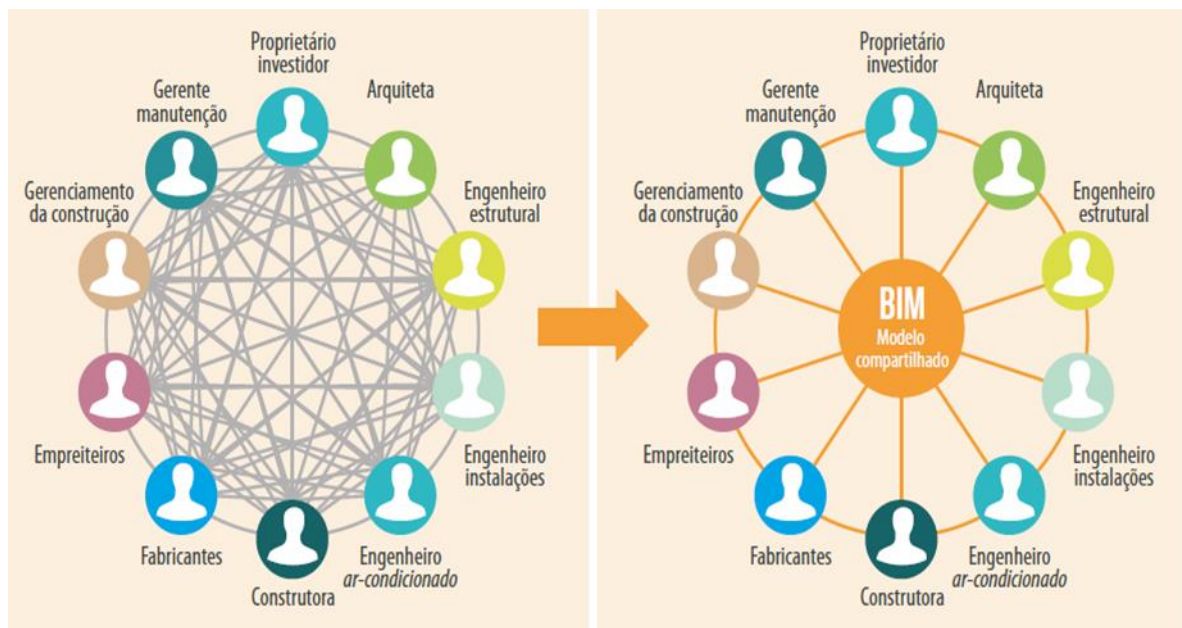 Proprietário
investidor
Gerente
manutenção
Arquiteta
Gerenciamento
da construção
Engenheiro
estrutural
Empreiteiros
Engenheiro
instalações
Fabricantes
Engenheiro
ar-condicionado
Construtora
Proprietário
investidor
Gerente
manutenção
Arquiteta
Gerenciamento
da construção
Engenheiro
estrutural
BIM
Modelo
compartilhado
Empreiteiros
Engenheiro
instalações
Fabricantes
Engenheiro
ar-condicionado
Construtora